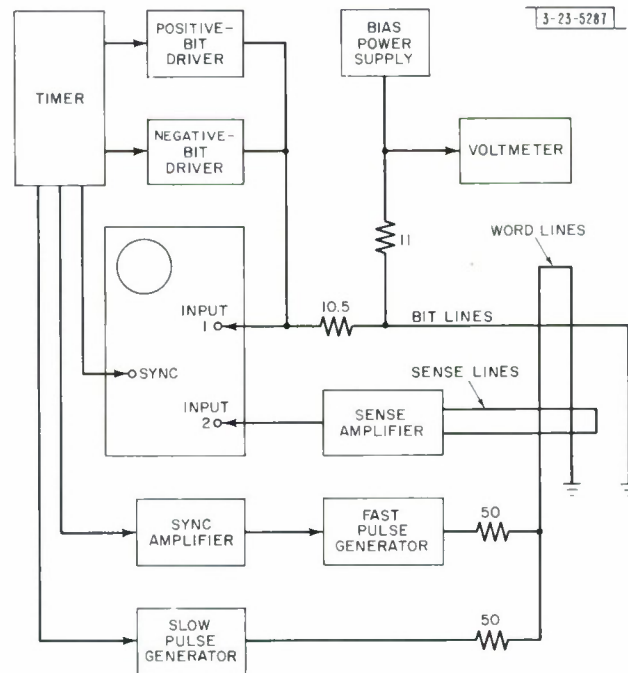 3-23-5287
POSITIVE-
BIT
DRIVER
BIAS
POWER
SUPPLY
TIMER
NEGATIVE-
BIT
DRIVER
VOLTMETER
WORD LINES
11
10.5
INPUT
1
BIT LINES
SENSE LINES
SYNC
INPUT
2
SENSE
AMPLIFIER
SYNC
AMPLIFIER
FAST
PULSE
GENERATOR
50
50
SLOW
PULSE
GENERATOR